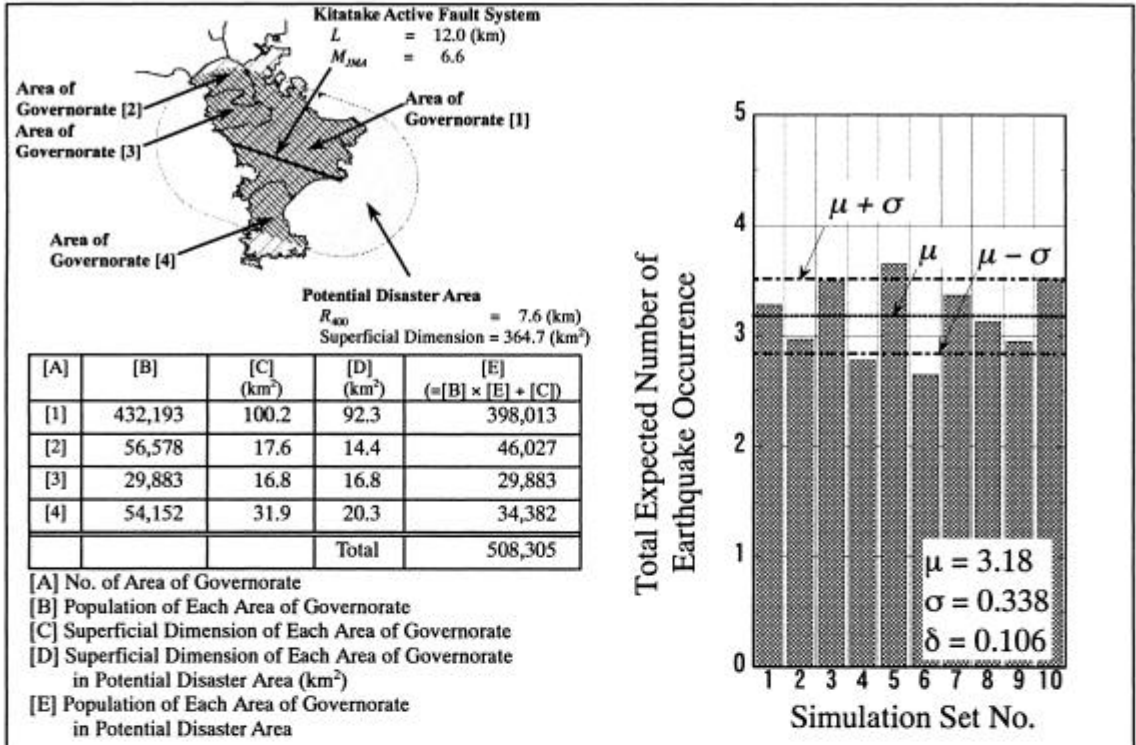 Kitatake Active Fault System
L = 12.0 (km)
M_JMA = 6.6
Area of
Governorate [2]
Area of
Governorate [3]
Area of
Governorate [1]
Area of
Governorate [4]
Potential Disaster Area
R₄₀₀ = 7.6 (km)
Superficial Dimension = 364.7 (km²)
[A] [B] [C] (km²) [D] (km²) [E] (=[B] × [E] + [C])
[1] 432,193 100.2 92.3 398,013
[2] 56,578 17.6 14.4 46,027
[3] 29,883 16.8 16.8 29,883
[4] 54,152 31.9 20.3 34,382
Total 508,305
[A] No. of Area of Governorate
[B] Population of Each Area of Governorate
[C] Superficial Dimension of Each Area of Governorate
[D] Superficial Dimension of Each Area of Governorate
in Potential Disaster Area (km²)
[E] Population of Each Area of Governorate
in Potential Disaster Area
Total Expected Number of
Earthquake Occurrence
5
4
3
2
1
0
μ + σ
μ
μ − σ
μ = 3.18
σ = 0.338
δ = 0.106
1 2 3 4 5 6 7 8 9 10
Simulation Set No.